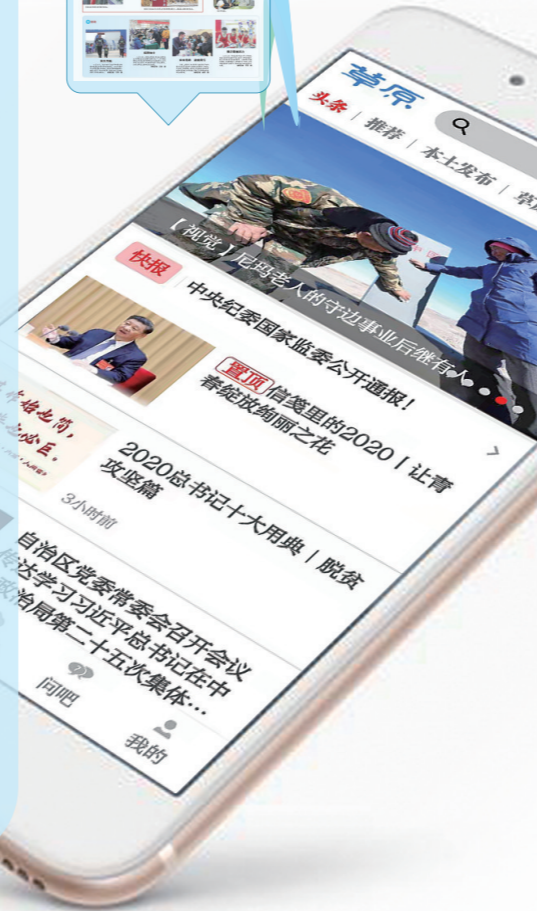 草原
头条 | 推荐 | 本土发布 |
【视觉】尼玛老人的守边事业后继有人
快报 | 中央纪委国家监委公开通报！
置顶 信笺里的2020 | 让青
春绽放绚丽之花
始也简，
必巨。
2020总书记十大用典 | 脱贫
攻坚篇
3小时前
自治区党委常委会召开会议
传达学习习近平总书记在中
政治局第二十五次集体…
问吧
我的